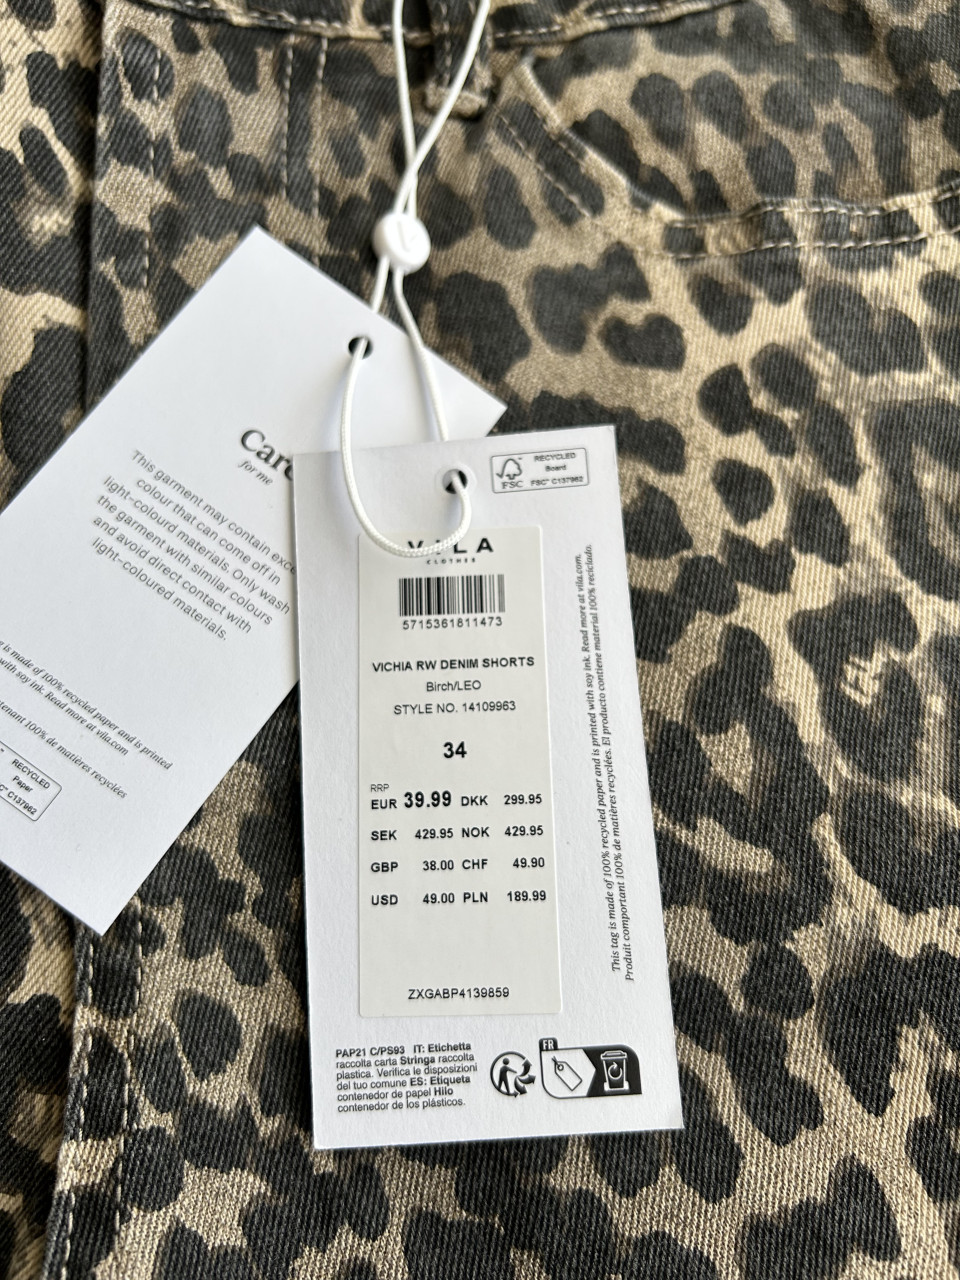 Care
for me
This garment may contain exc
colour that can come off in
light-coloured materials. Only wash
the garment with similar colours
and avoid direct contact with
light-coloured materials.
is made of 100% recycled paper and is printed
with soy ink. Read more at vila.com
tenant 100% de matières recyclées
RECYCLED
Paper
C137962
FSC
RECYCLED
Board
FSC® C137962
VILA
CLOTHES
5715361811473
VICHIA RW DENIM SHORTS
Birch/LEO
STYLE NO. 14109963
34
RRP
EUR 39.99 DKK 299.95
SEK 429.95 NOK 429.95
GBP 38.00 CHF 49.90
USD 49.00 PLN 189.99
ZXGABP4139859
This tag is made of 100% recycled paper and is printed with soy ink. Read more at vila.com.
Produit comportant 100% de matières recyclées. El producto contiene material 100% reciclado.
PAP21 C/PS93 IT: Etichetta
raccolta carta Stringa raccolta
plastica. Verifica le disposizioni
del tuo comune ES: Etiqueta
contenedor de papel Hilo
contenedor de los plásticos.
FR